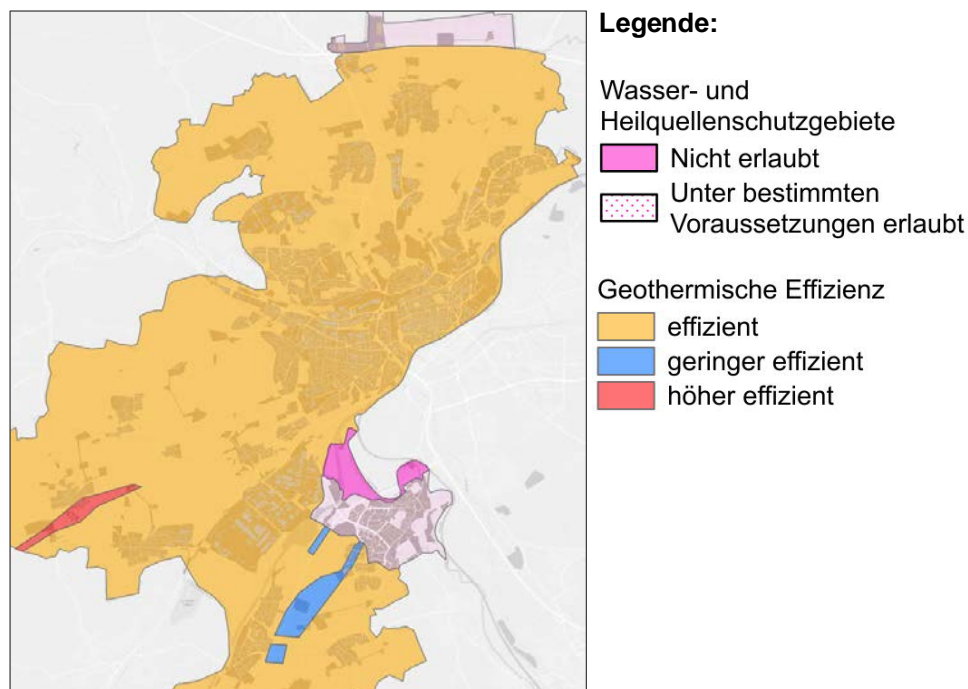 Legende:
Wasser- und
Heilquellenschutzgebiete
Nicht erlaubt
Unter bestimmten
Voraussetzungen erlaubt
Geothermische Effizienz
effizient
geringer effizient
höher effizient